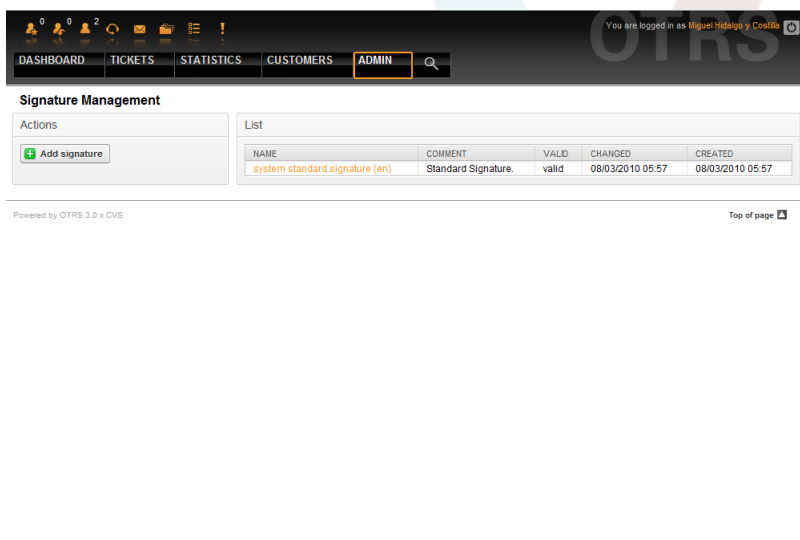 0 0 2
You are logged in as Miguel Hidalgo y Costilla
OTRS
DASHBOARD TICKETS STATISTICS CUSTOMERS ADMIN
Signature Management
Actions
Add signature
List
NAME COMMENT VALID CHANGED CREATED
system standard signature (en) Standard Signature. valid 08/03/2010 05:57 08/03/2010 05:57
Powered by OTRS 3.0.x CVS
Top of page